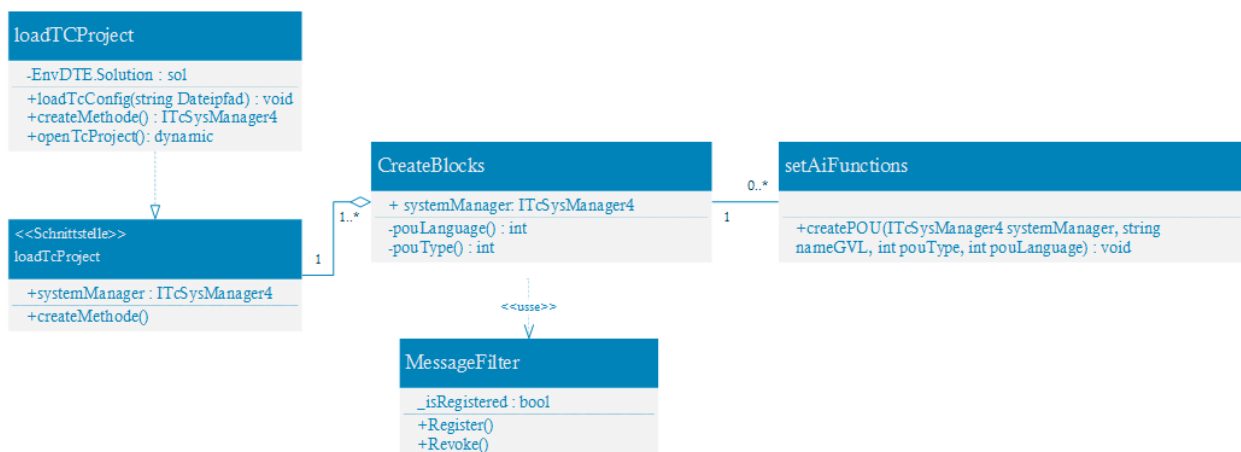 loadTCProject
-EnvDTE.Solution : sol
+loadTcConfig(string Dateipfad) : void
+createMethode() : ITcSysManager4
+openTcProject(): dynamic
<<Schnittstelle>>
loadTcProject
+systemManager : ITcSysManager4
+createMethode()
1
1..*
CreateBlocks
+ systemManager: ITcSysManager4
-pouLanguage() : int
-pouType() : int
<<usse>>
MessageFilter
_isRegistered : bool
+Register()
+Revoke()
0..*
1
setAiFunctions
+createPOU(ITcSysManager4 systemManager, string
nameGVL, int pouType, int pouLanguage) : void